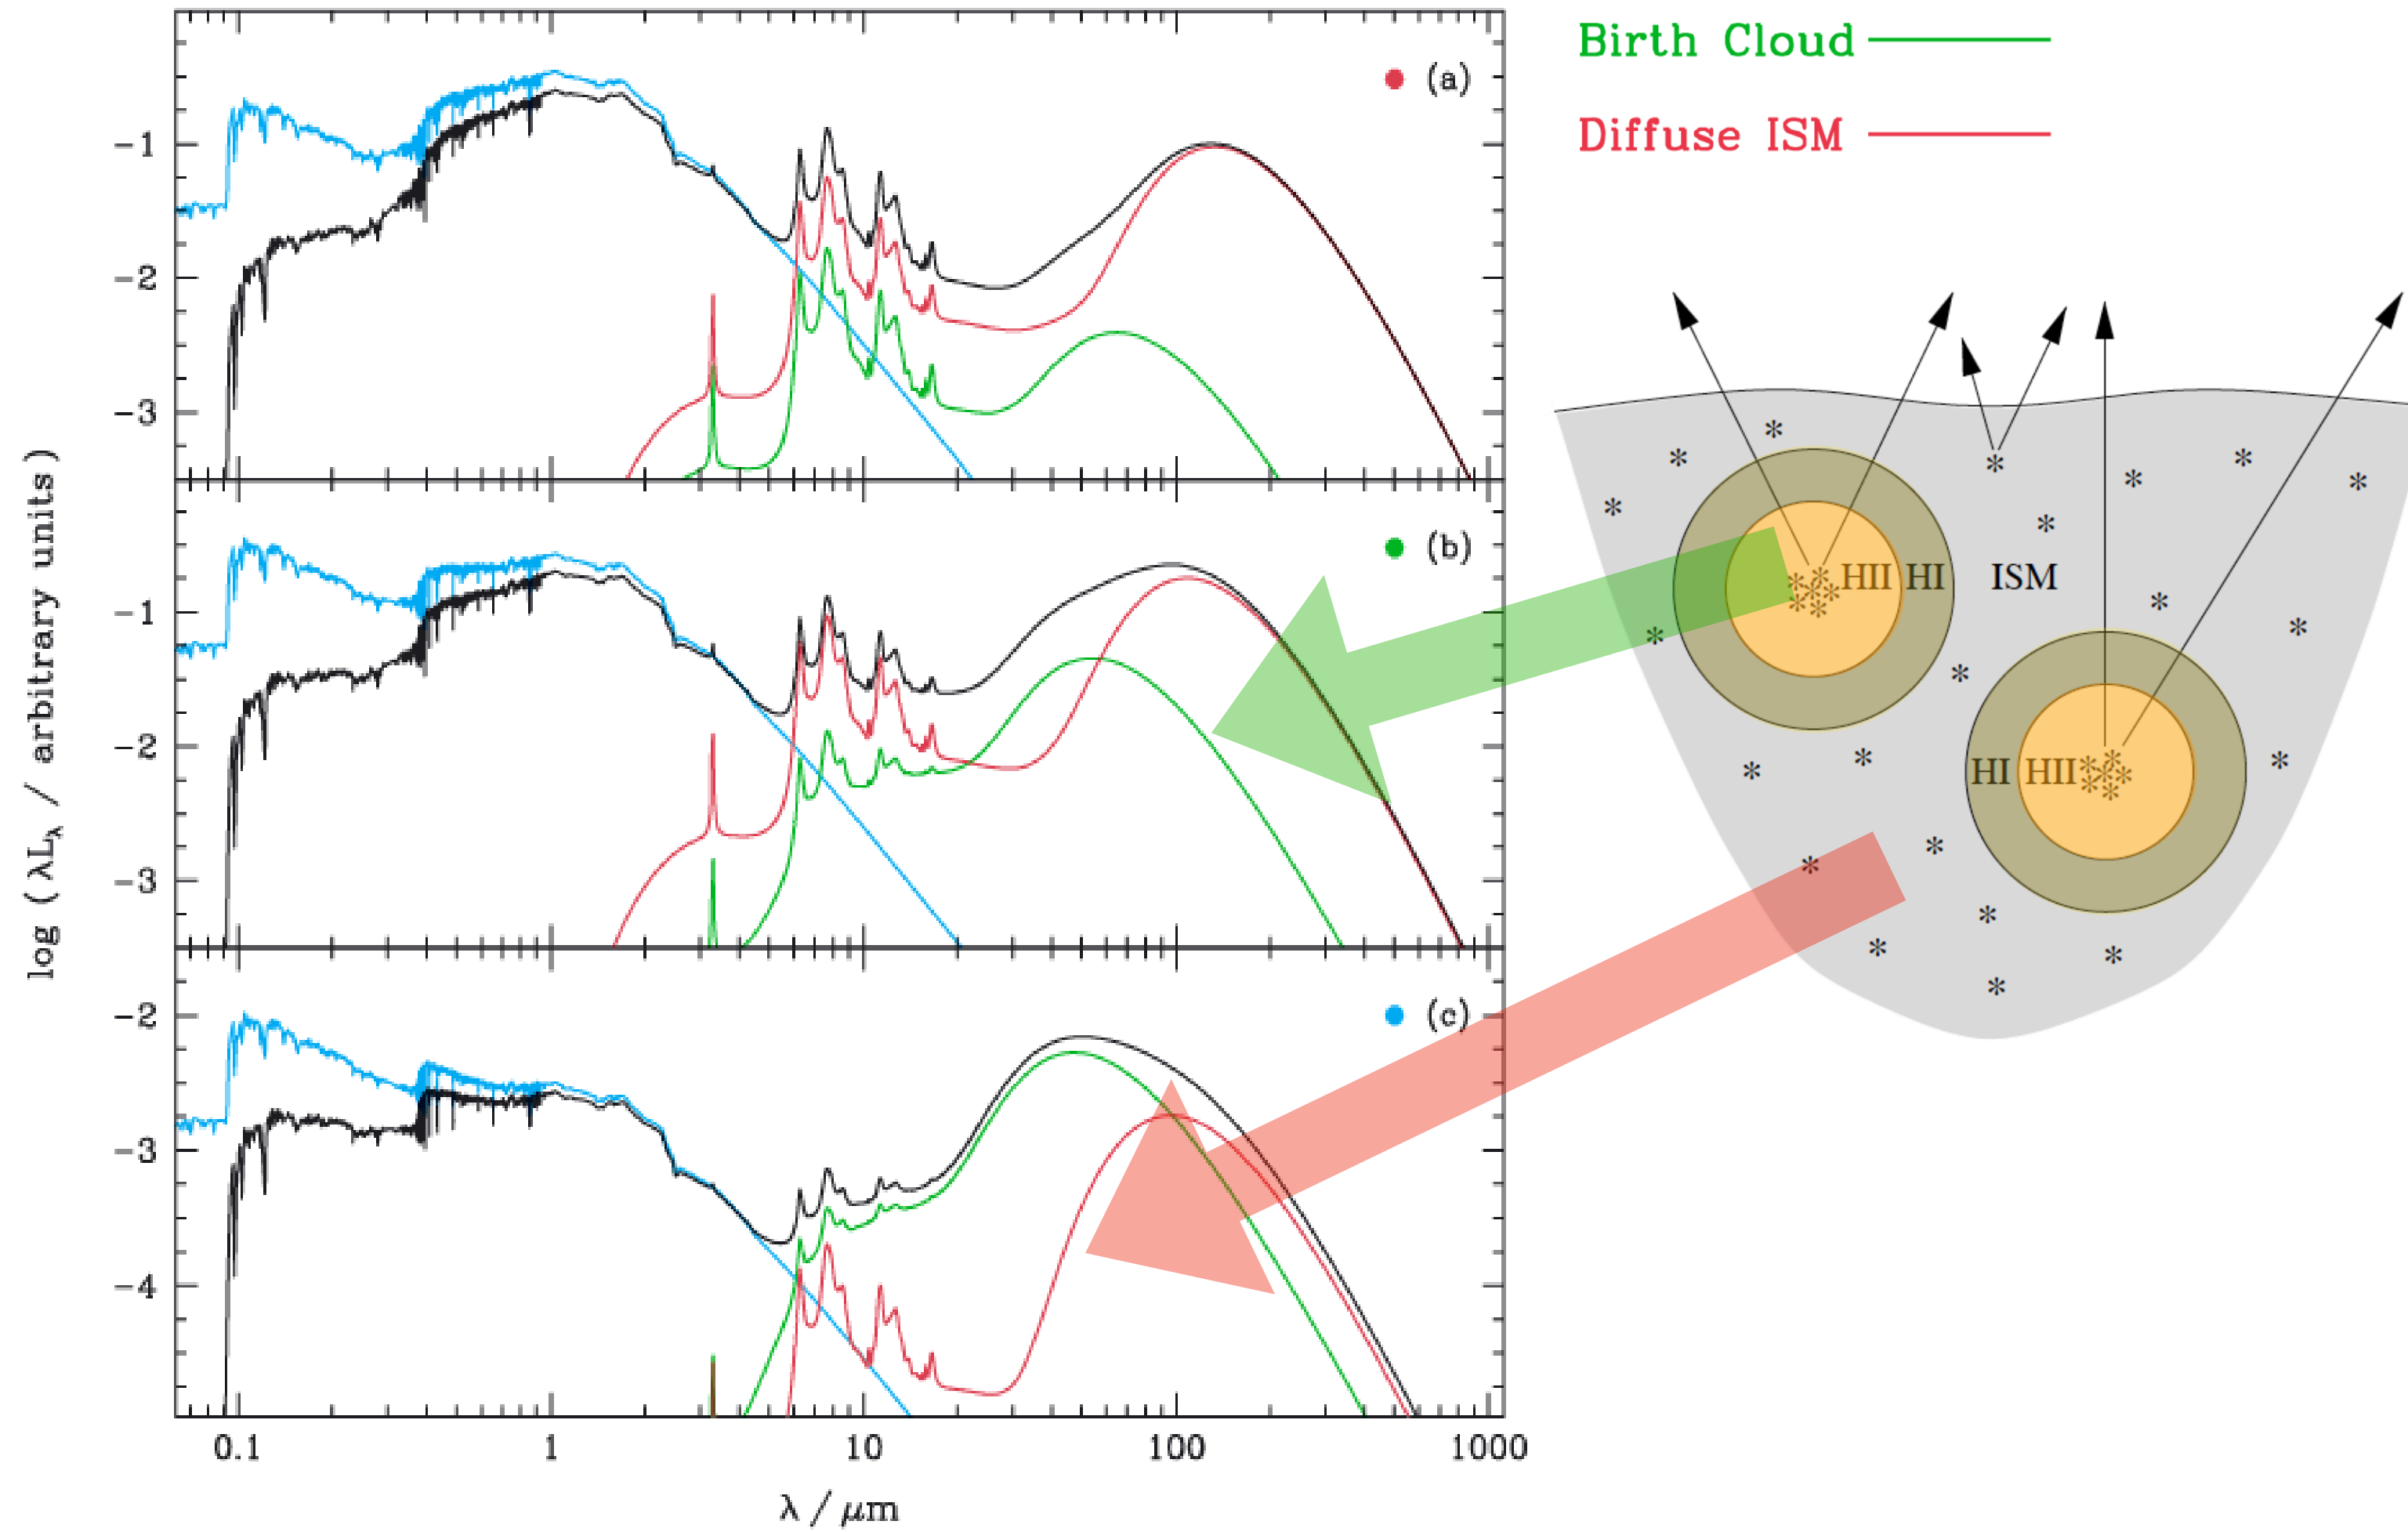 Birth Cloud
Diffuse ISM
(a)
-1
-2
-3
(b)
-1
-2
-3
(c)
-2
-3
-4
0.1 1 10 100 1000
λ / μm
log (λLλ / arbitrary units)
HII HI ISM
HI HII